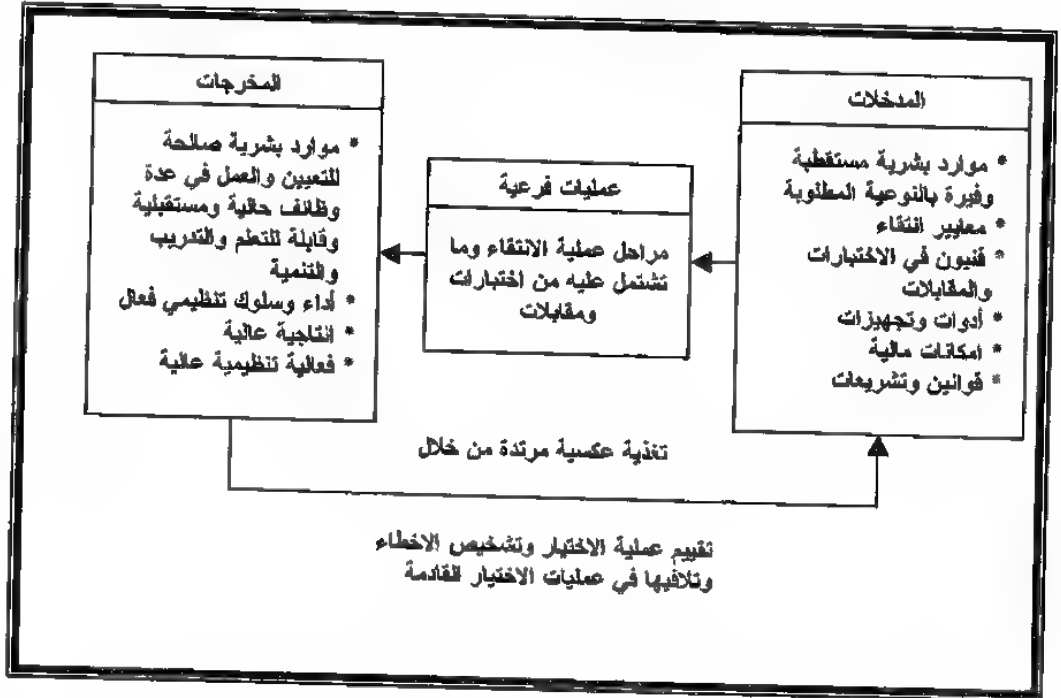 المدخلات
* موارد بشرية مستقطبة
وفيرة بالنوعية المطلوبة
* معايير انتقاء
* فنيون في الاختبارات
والمقابلات
* أدوات وتجهيزات
* امكانات مالية
* قوانين وتشريعات
عمليات فرعية
مراحل عملية الانتقاء وما
تشتمل عليه من اختبارات
ومقابلات
المخرجات
* موارد بشرية صالحة
للتعيين والعمل في عدة
وظائف حالية ومستقبلية
وقابلة للتعلم والتدريب
والتنمية
* أداء وسلوك تنظيمي فعال
* انتاجية عالية
* فعالية تنظيمية عالية
تغذية عكسية مرتدة من خلال
تقييم عملية الاختيار وتشخيص الاخطاء
وتلافيها في عمليات الاختيار القادمة